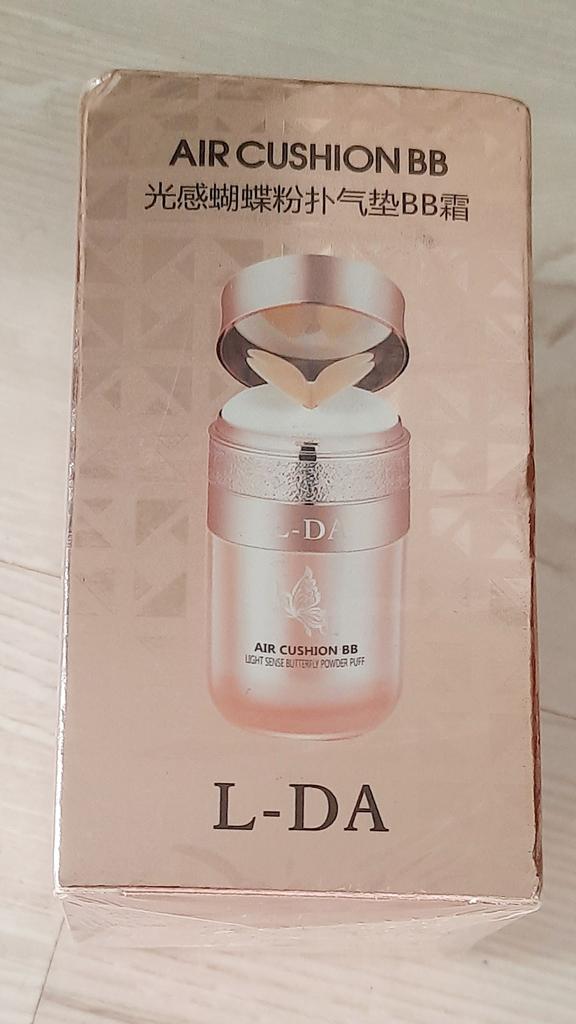 AIR CUSHION BB
光感蝴蝶粉扑气垫BB霜
L-DA
AIR CUSHION BB
LIGHT SENSE BUTTERFLY POWDER PUFF
L-DA